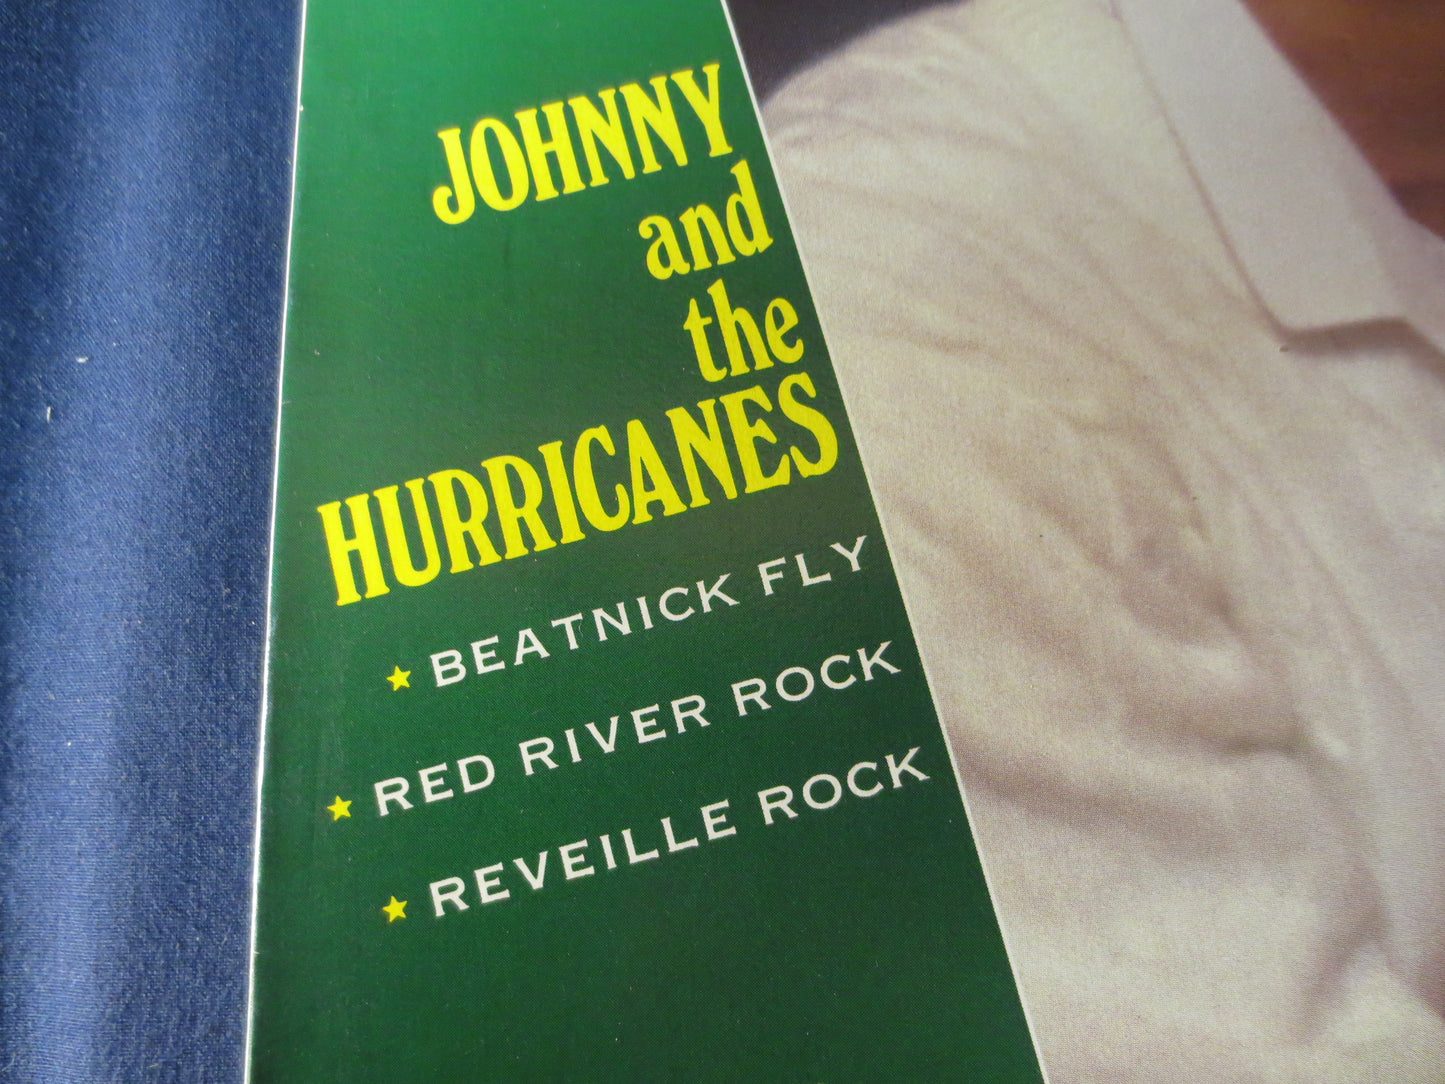 JOHNNY
and
the
HURRICANES
★ BEATNICK FLY
★ RED RIVER ROCK
★ REVEILLE ROCK